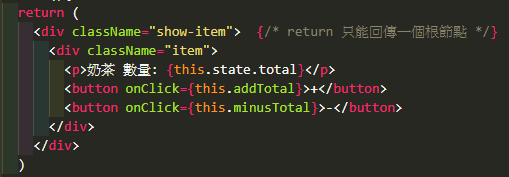 return (
<div className="show-item">  {/* return 只能回傳一個根節點 */}
<div className="item">
<p>奶茶 數量: {this.state.total}</p>
<button onClick={this.addTotal}>+</button>
<button onClick={this.minusTotal}>-</button>
</div>
</div>
)